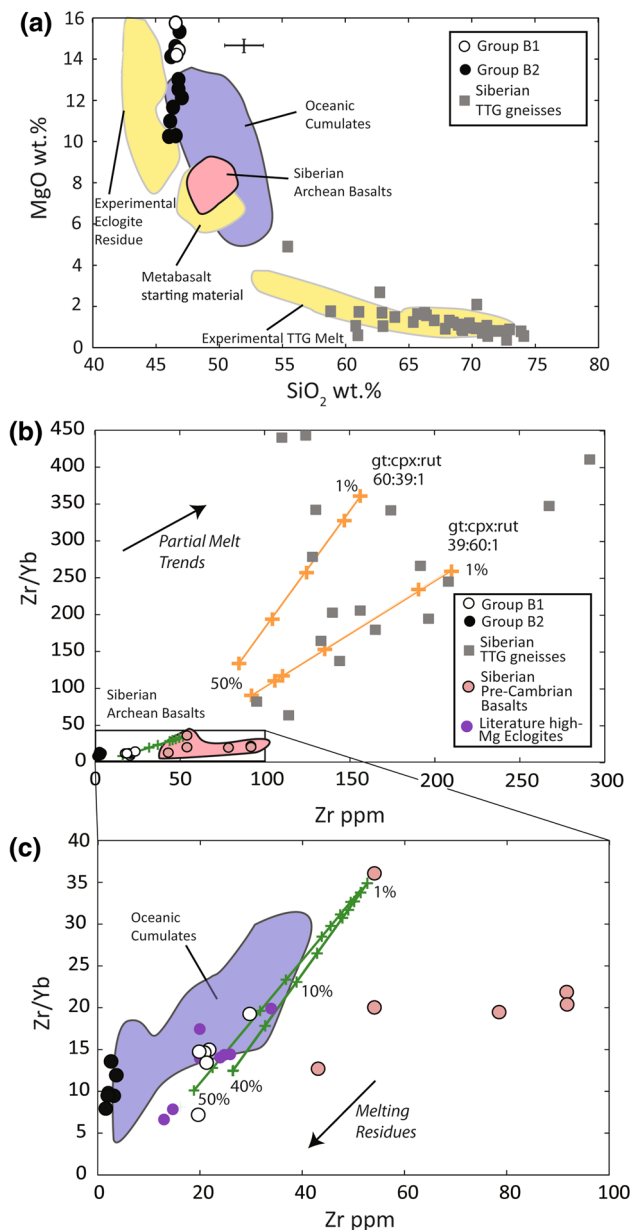 (a)
16
14
12
10
8
6
4
2
0
MgO wt.%
40
45
50
55
60
65
70
75
80
SiO₂ wt.%
Group B1
Group B2
Siberian
TTG gneisses
Oceanic
Cumulates
Siberian
Archean Basalts
Experimental
Eclogite
Residue
Metabasalt
starting material
Experimental TTG Melt
(b)
450
400
350
300
250
200
150
100
50
0
Zr/Yb
0
50
100
150
200
250
300
Zr ppm
Partial Melt
Trends
1%
gt:cpx:rut
60:39:1
gt:cpx:rut
39:60:1
1%
50%
Siberian
Archean Basalts
Group B1
Group B2
Siberian
TTG gneisses
Siberian
Pre-Cambrian
Basalts
Literature high-
Mg Eclogites
(c)
40
35
30
25
20
15
10
5
0
Zr/Yb
0
20
40
60
80
100
Zr ppm
Oceanic
Cumulates
1%
10%
50%
40%
Melting
Residues